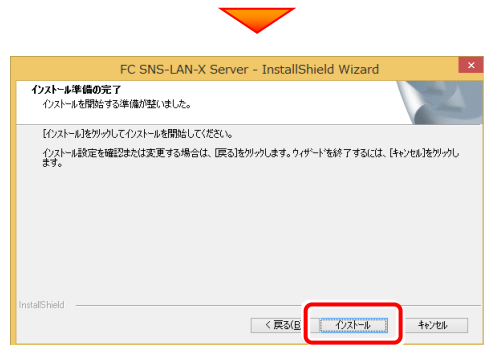 FC SNS-LAN-X Server - InstallShield Wizard
インストール準備の完了
インストールを開始する準備が整いました。
[インストール]をクリックしてインストールを開始してください。
インストール設定を確認または変更する場合は、[戻る]をクリックします。ウィザードを終了するには、[キャンセル]をクリックし
ます。
InstallShield
< 戻る(B
インストール
キャンセル